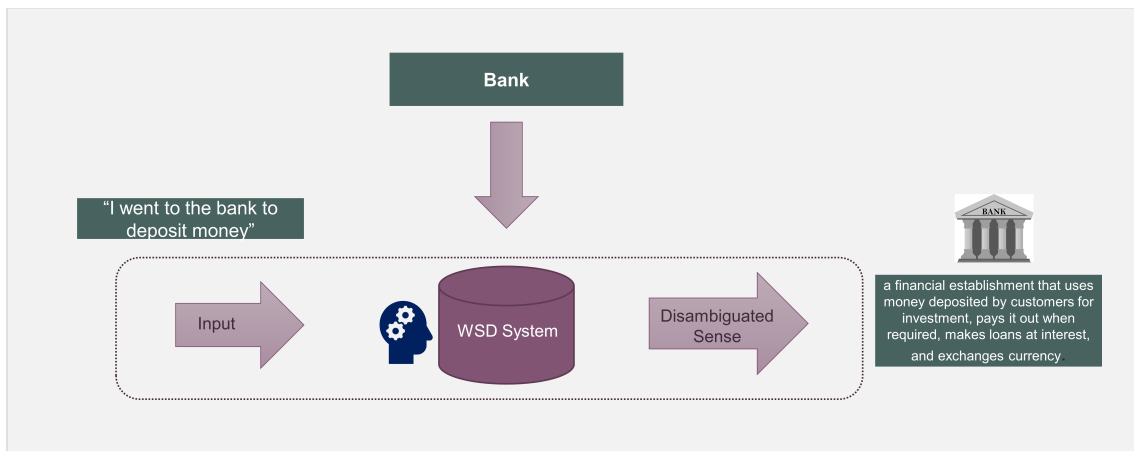 Bank
“I went to the bank to
deposit money”
BANK
Input
WSD System
Disambiguated
Sense
a financial establishment that uses
money deposited by customers for
investment, pays it out when
required, makes loans at interest,
and exchanges currency.